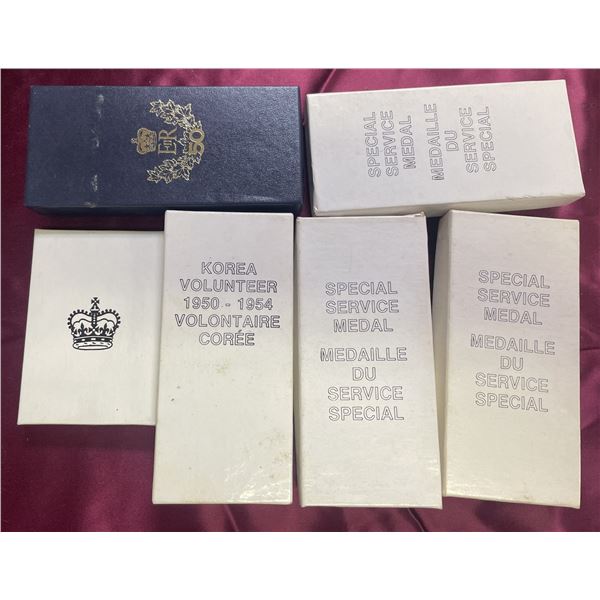 EIIR
50
SPECIAL
SERVICE
MEDAL
MEDAILLE
DU
SERVICE
SPECIAL
KOREA
VOLUNTEER
1950 - 1954
VOLONTAIRE
CORÉE
SPECIAL
SERVICE
MEDAL
MEDAILLE
DU
SERVICE
SPECIAL
SPECIAL
SERVICE
MEDAL
MEDAILLE
DU
SERVICE
SPECIAL